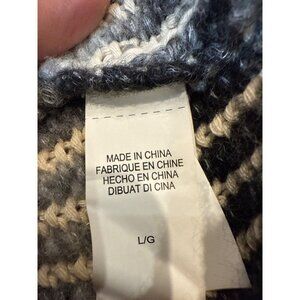 MADE IN CHINA
FABRIQUE EN CHINE
HECHO EN CHINA
DIBUAT DI CINA
L/G